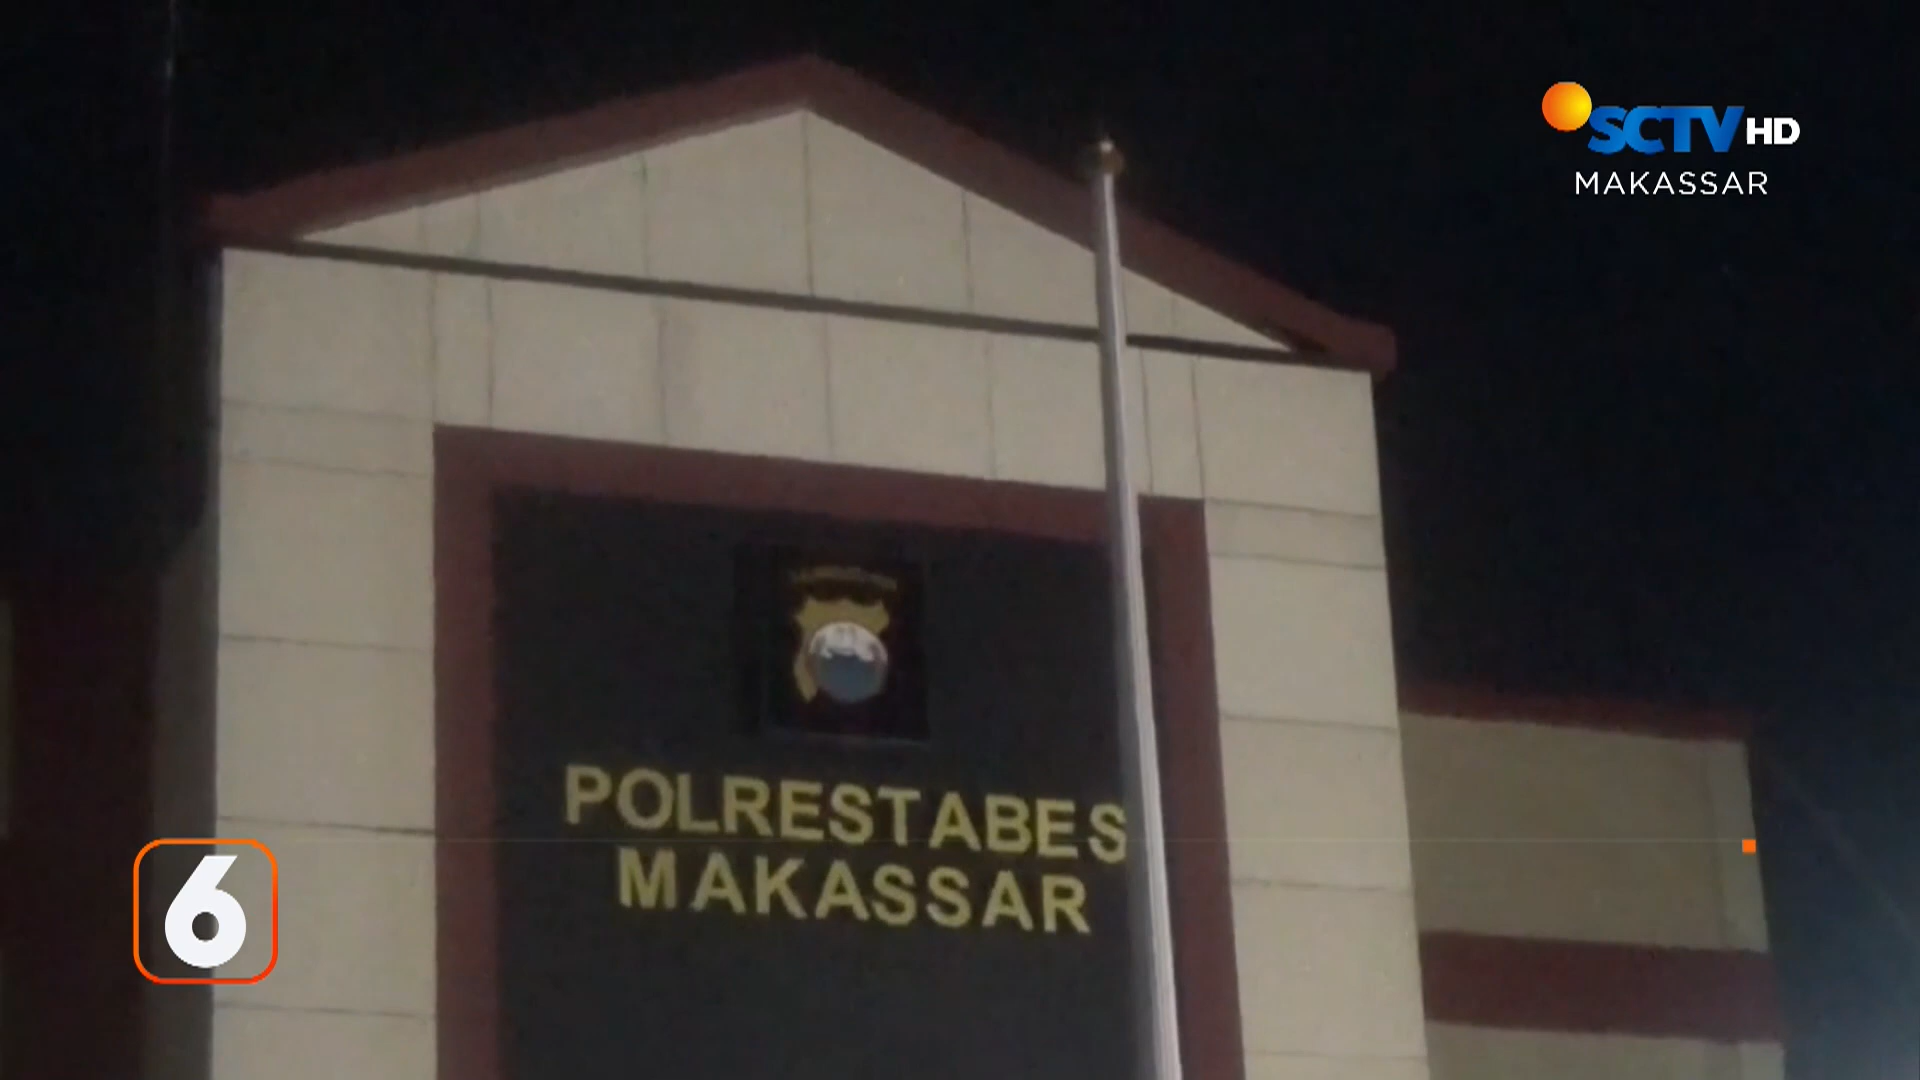 SCTV HD
MAKASSAR
POLRESTABES
MAKASSAR
6